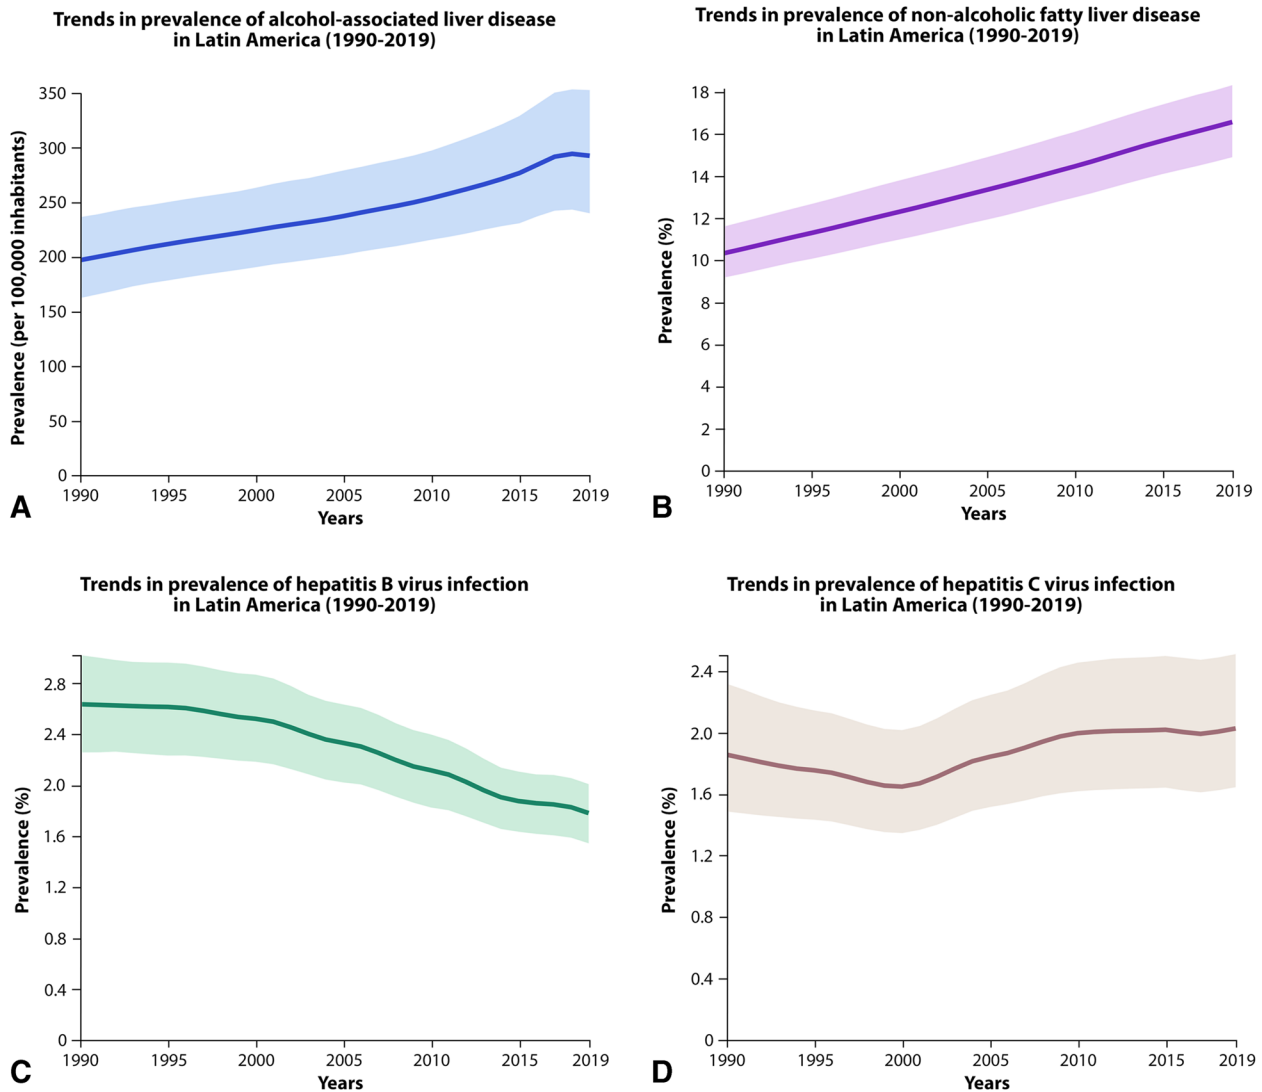 Trends in prevalence of alcohol-associated liver disease
in Latin America (1990-2019)
Prevalence (per 100,000 inhabitants)
350
300
250
200
150
100
50
0
1990 1995 2000 2005 2010 2015 2019
Years
A
Trends in prevalence of non-alcoholic fatty liver disease
in Latin America (1990-2019)
Prevalence (%)
18
16
14
12
10
8
6
4
2
0
1990 1995 2000 2005 2010 2015 2019
Years
B
Trends in prevalence of hepatitis B virus infection
in Latin America (1990-2019)
Prevalence (%)
2.8
2.4
2.0
1.6
1.2
0.8
0.4
0
1990 1995 2000 2005 2010 2015 2019
Years
C
Trends in prevalence of hepatitis C virus infection
in Latin America (1990-2019)
Prevalence (%)
2.4
2.0
1.6
1.2
0.8
0.4
0
1990 1995 2000 2005 2010 2015 2019
Years
D